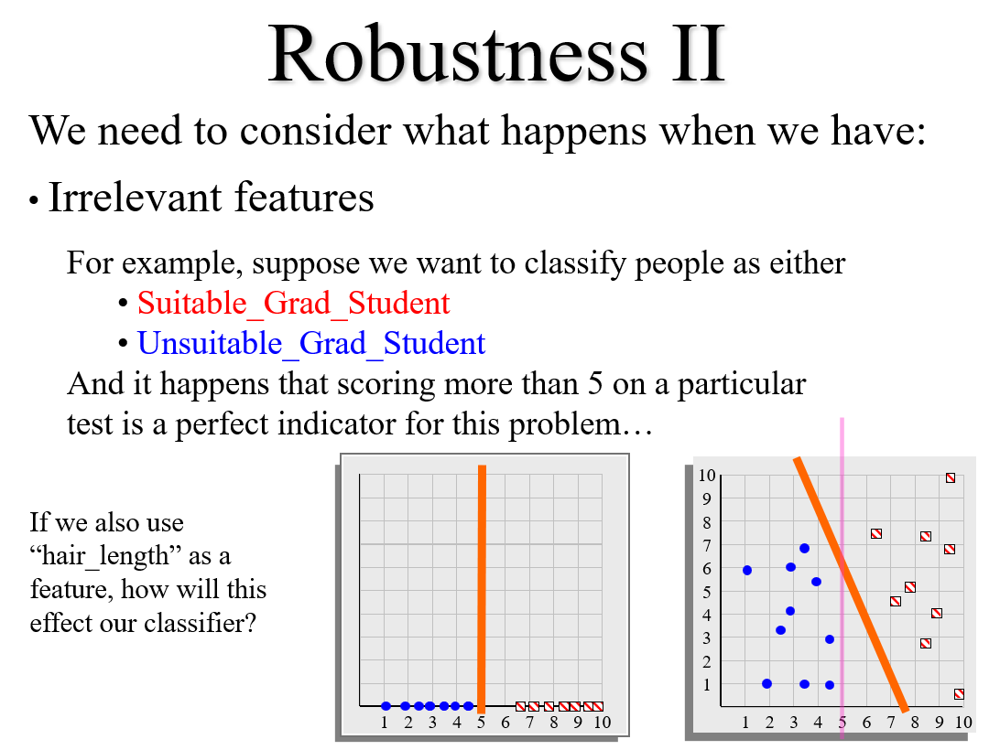 Robustness II
We need to consider what happens when we have:
• Irrelevant features
For example, suppose we want to classify people as either
• Suitable_Grad_Student
• Unsuitable_Grad_Student
And it happens that scoring more than 5 on a particular
test is a perfect indicator for this problem…
If we also use
“hair_length” as a
feature, how will this
effect our classifier?
1 2 3 4 5 6 7 8 9 10
10
9
8
7
6
5
4
3
2
1
1 2 3 4 5 6 7 8 9 10